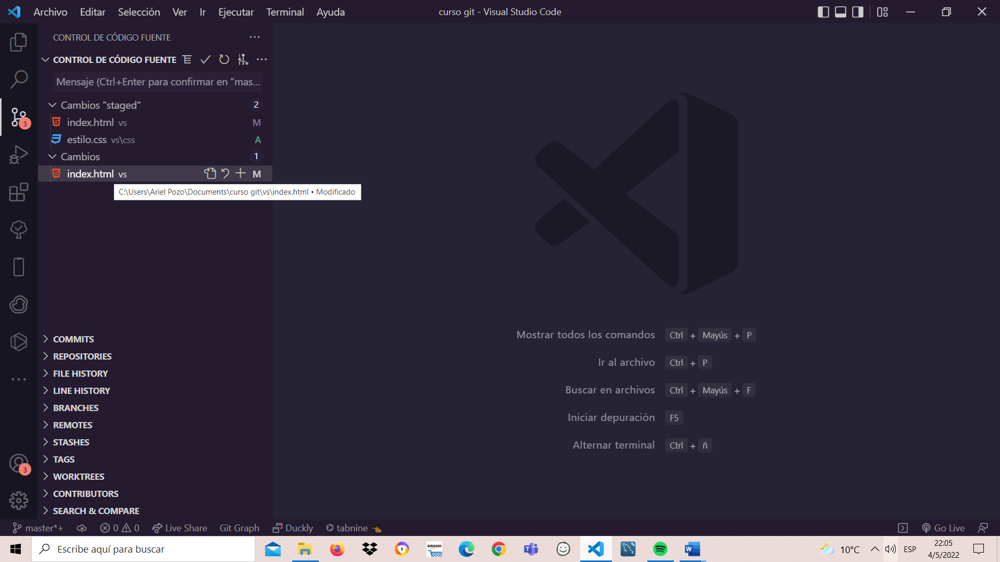 Archivo Editar Selección Ver Ir Ejecutar Terminal Ayuda
curso git - Visual Studio Code
CONTROL DE CÓDIGO FUENTE
CONTROL DE CÓDIGO FUENTE
Mensaje (Ctrl+Enter para confirmar en "mas...
Cambios "staged" 2
index.html vs M
estilo.css vs\css A
Cambios 1
index.html vs M
C:\Users\Ariel Pozo\Documents\curso git\vs\index.html • Modificado
3
Mostrar todos los comandos Ctrl + Mayús + P
Ir al archivo Ctrl + P
Buscar en archivos Ctrl + Mayús + F
Iniciar depuración F5
Alternar terminal Ctrl + ñ
COMMITS
REPOSITORIES
FILE HISTORY
LINE HISTORY
BRANCHES
REMOTES
STASHES
TAGS
WORKTREES
CONTRIBUTORS
SEARCH & COMPARE
3
master*+ 0 0 Live Share Git Graph Duckly tabnine Go Live
Escribe aquí para buscar
amazon
W
10°C
ESP
22:05
4/5/2022